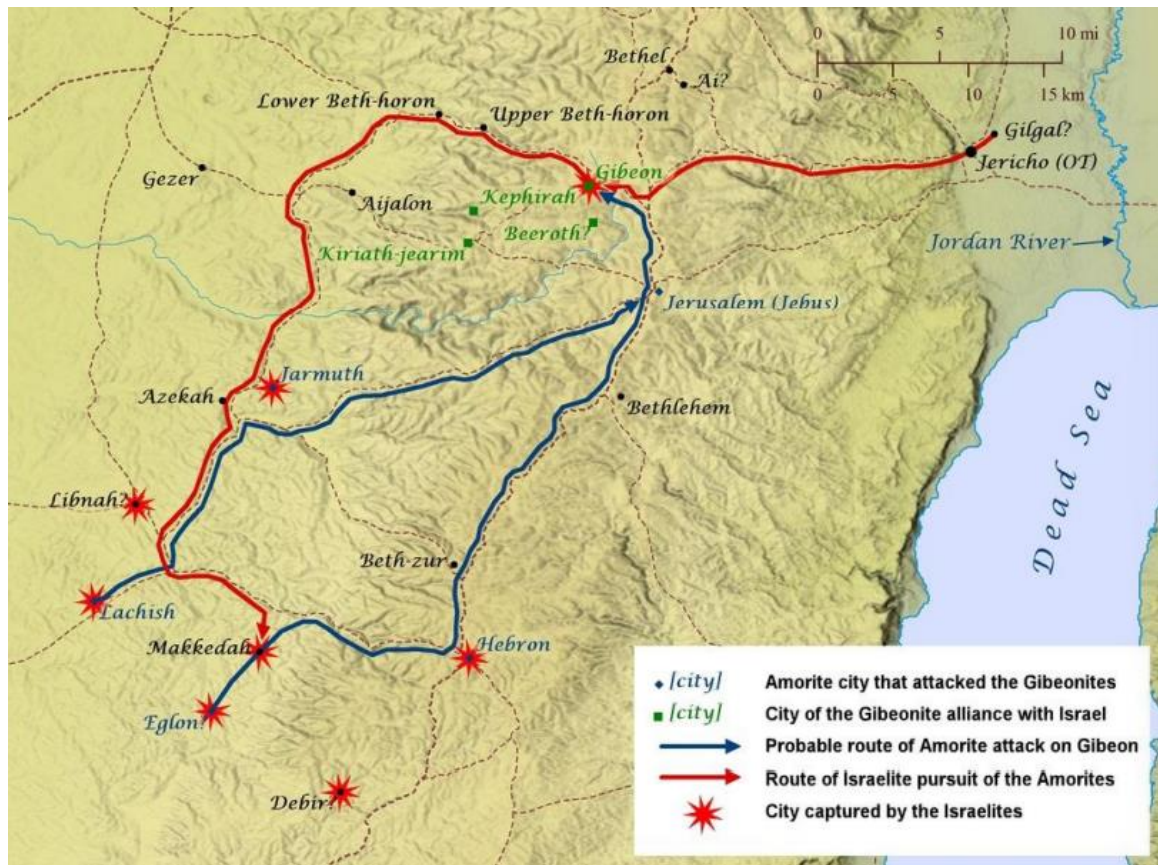 0 5 10 mi
0 5 10 15 km
Bethel
Ai?
Lower Beth-horon
Upper Beth-horon
Gilgal?
Jericho (OT)
Gezer
Gibeon
Aijalon
Kephirah
Beeroth?
Kiriath-jearim
Jordan River
Jerusalem (Jebus)
Jarmuth
Azekah
Bethlehem
Dead Sea
Libnah?
Beth-zur
Lachish
Makkedah
Hebron
Eglon?
Debir?
[city] Amorite city that attacked the Gibeonites
[city] City of the Gibeonite alliance with Israel
Probable route of Amorite attack on Gibeon
Route of Israelite pursuit of the Amorites
City captured by the Israelites